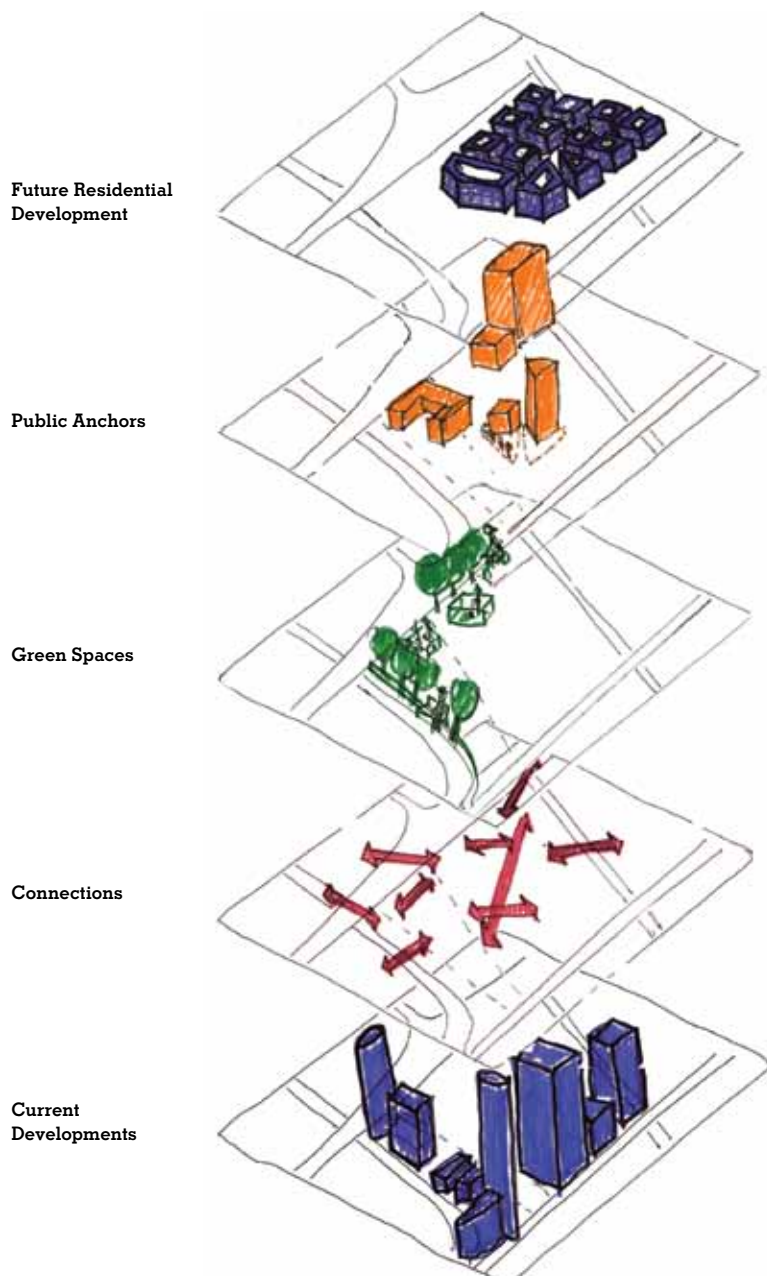 Future Residential
Development
Public Anchors
Green Spaces
Connections
Current
Developments